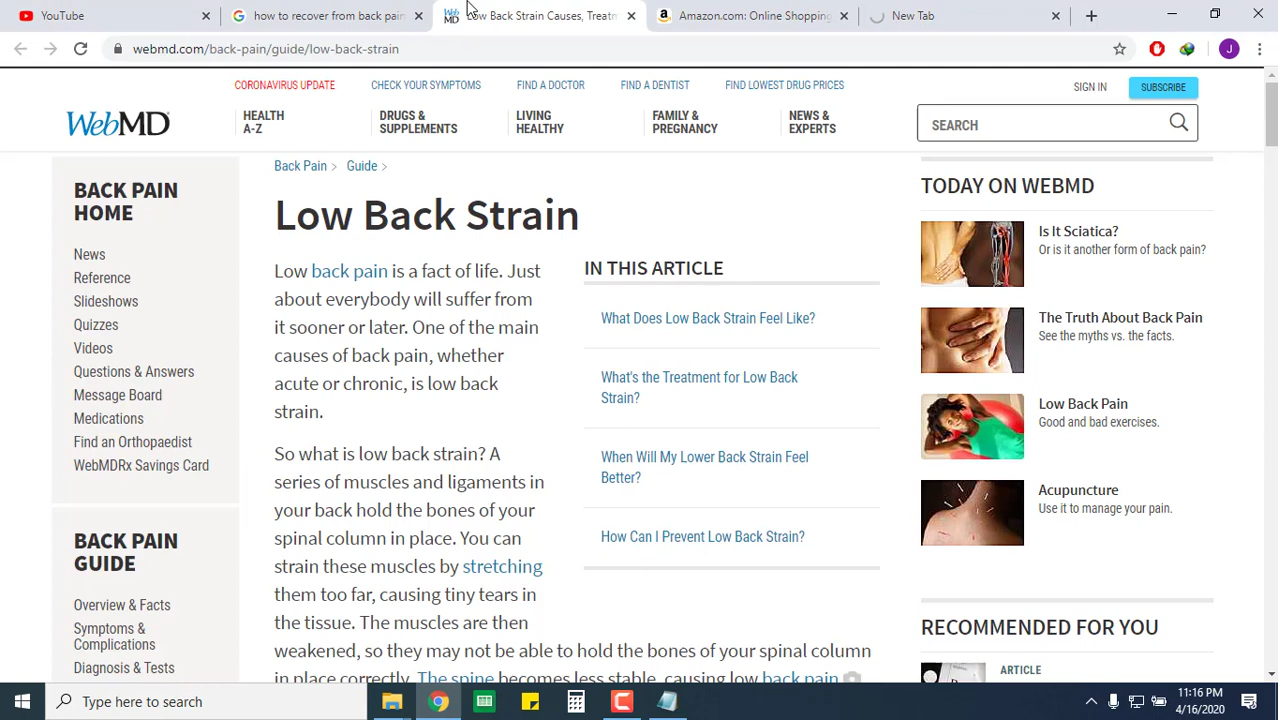 YouTube
how to recover from back pain
Low Back Strain Causes, Treatm
Amazon.com: Online Shopping
New Tab
webmd.com/back-pain/guide/low-back-strain
J
CORONAVIRUS UPDATE
CHECK YOUR SYMPTOMS
FIND A DOCTOR
FIND A DENTIST
FIND LOWEST DRUG PRICES
SIGN IN
SUBSCRIBE
WebMD
HEALTH
A-Z
DRUGS &
SUPPLEMENTS
LIVING
HEALTHY
FAMILY &
PREGNANCY
NEWS &
EXPERTS
SEARCH
BACK PAIN
HOME
News
Reference
Slideshows
Quizzes
Videos
Questions & Answers
Message Board
Medications
Find an Orthopaedist
WebMDRx Savings Card
BACK PAIN
GUIDE
Overview & Facts
Symptoms &
Complications
Diagnosis & Tests
Back Pain >
Guide >
Low Back Strain
Low back pain is a fact of life. Just
about everybody will suffer from
it sooner or later. One of the main
causes of back pain, whether
acute or chronic, is low back
strain.
So what is low back strain? A
series of muscles and ligaments in
your back hold the bones of your
spinal column in place. You can
strain these muscles by stretching
them too far, causing tiny tears in
the tissue. The muscles are then
weakened, so they may not be able to hold the bones of your spinal column
in place correctly. The spine becomes less stable, causing low back pain.
IN THIS ARTICLE
What Does Low Back Strain Feel Like?
What's the Treatment for Low Back
Strain?
When Will My Lower Back Strain Feel
Better?
How Can I Prevent Low Back Strain?
TODAY ON WEBMD
Is It Sciatica?
Or is it another form of back pain?
The Truth About Back Pain
See the myths vs. the facts.
Low Back Pain
Good and bad exercises.
Acupuncture
Use it to manage your pain.
RECOMMENDED FOR YOU
ARTICLE
Type here to search
11:16 PM
4/16/2020